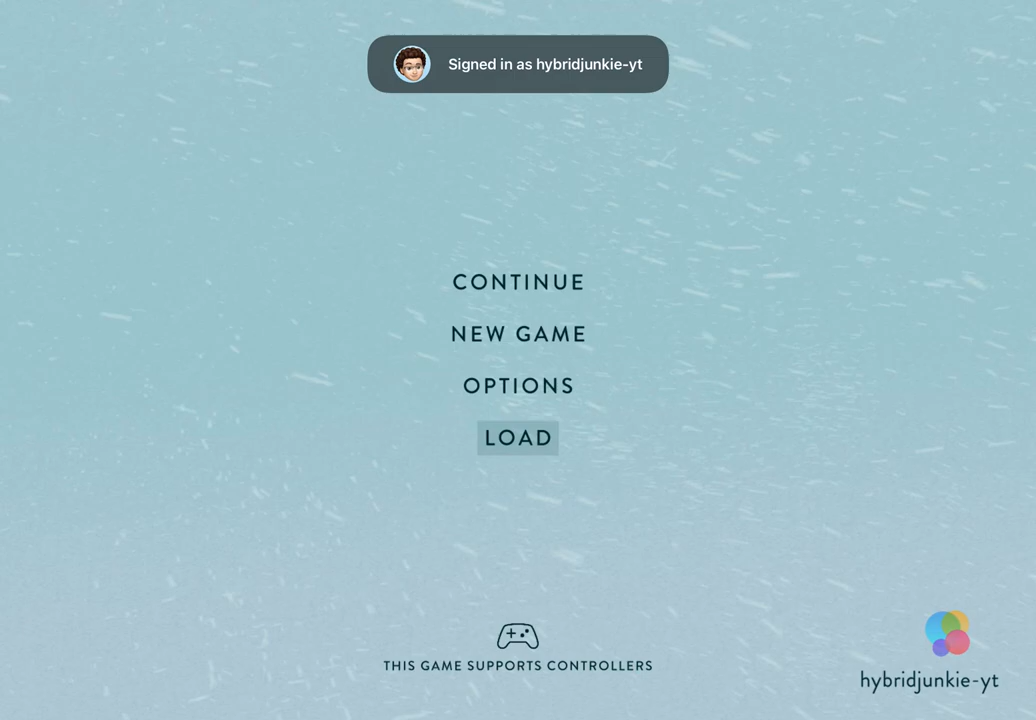 Signed in as hybridjunkie-yt
CONTINUE
NEW GAME
OPTIONS
LOAD
THIS GAME SUPPORTS CONTROLLERS
hybridjunkie-yt